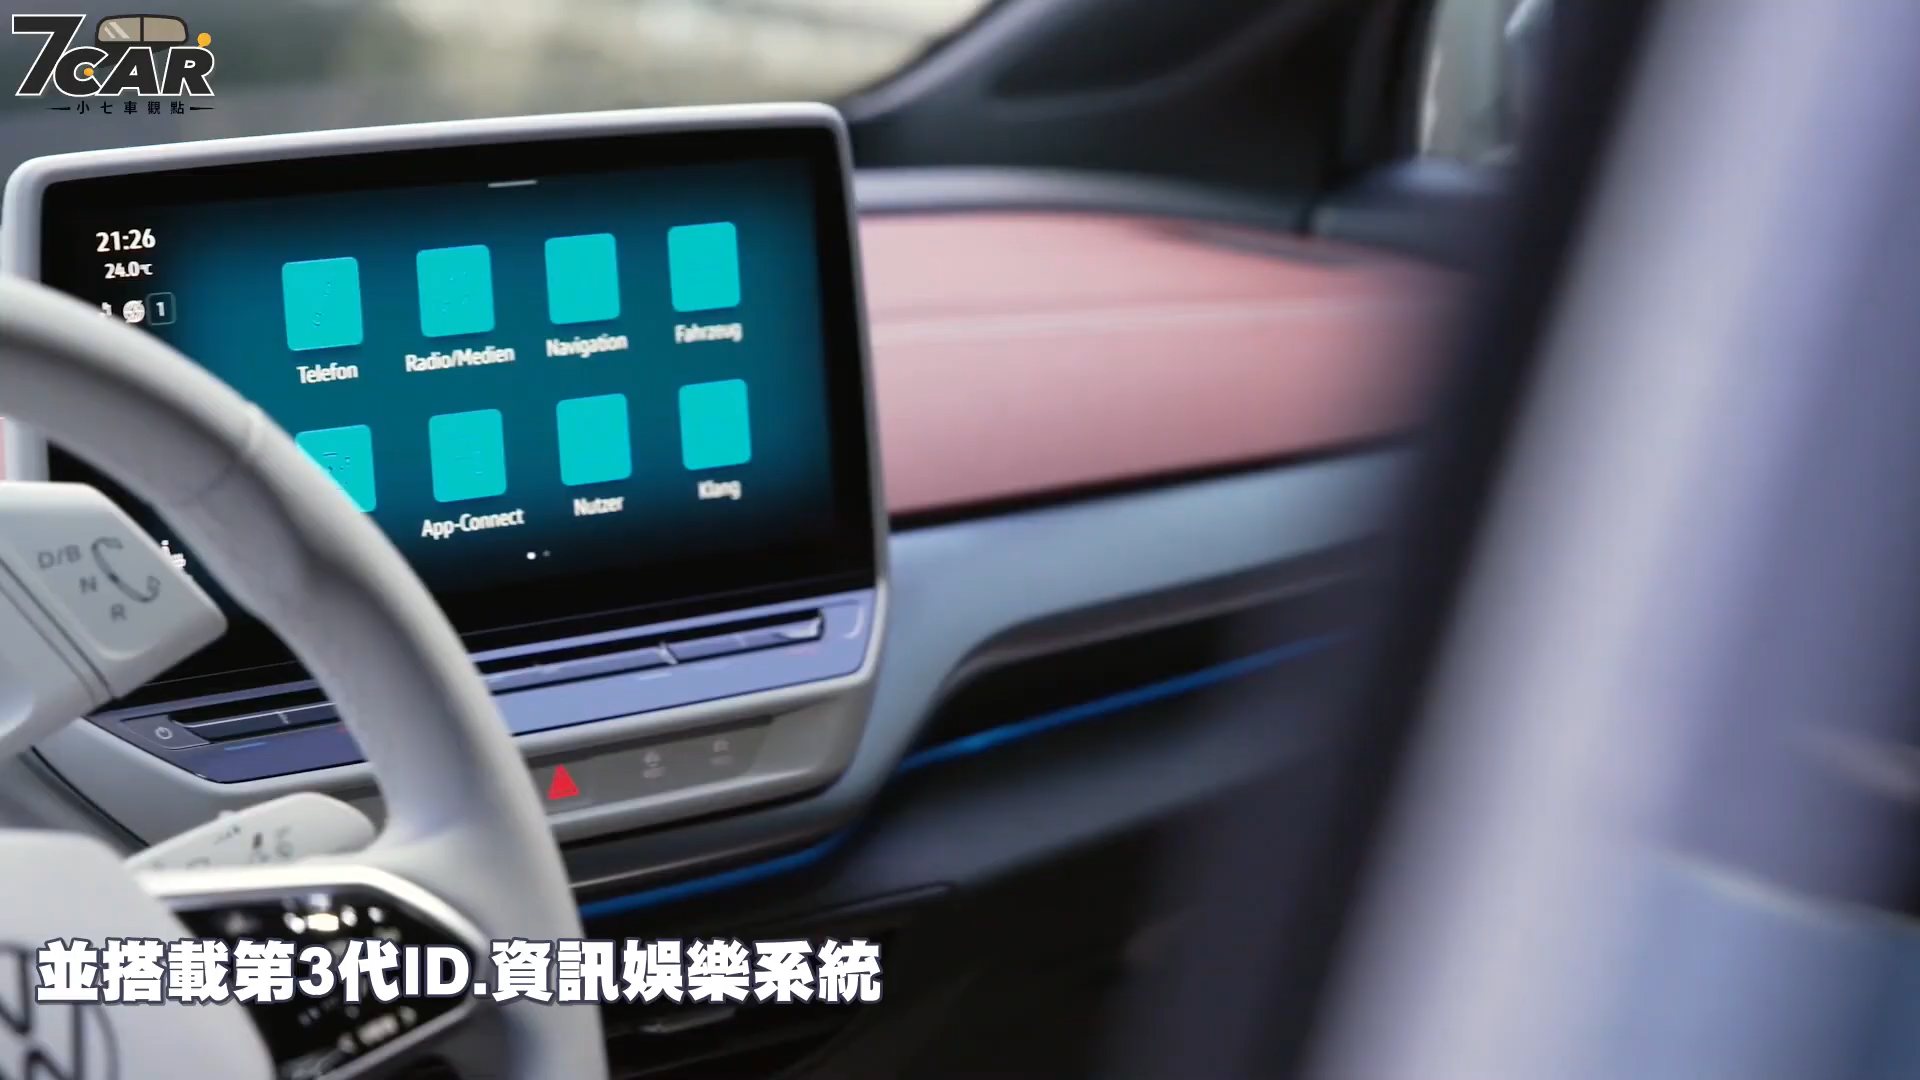 7CAR
小七車觀點
21:26
24.0°C
1
Telefon
Radio/Medien
Navigation
Fahrzeug
App-Connect
Nutzer
Klang
D/B
N
R
並搭載第3代ID.資訊娛樂系統